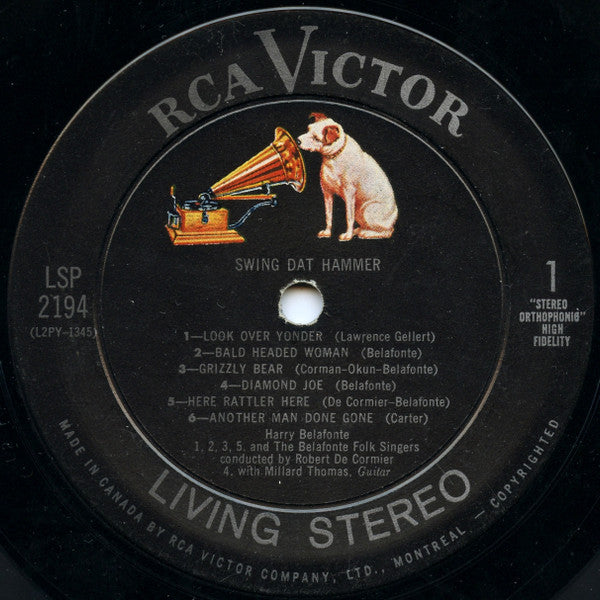 RCA VICTOR
SWING DAT HAMMER
LSP
2194
(L2PY-1345)
1
"STEREO
ORTHOPHONIC"
HIGH
FIDELITY
1—LOOK OVER YONDER (Lawrence Gellert)
2—BALD HEADED WOMAN (Belafonte)
3—GRIZZLY BEAR (Corman-Okun-Belafonte)
4—DIAMOND JOE (Belafonte)
5—HERE RATTLER HERE (De Cormier-Belafonte)
6—ANOTHER MAN DONE GONE (Carter)
Harry Belafonte
1, 2, 3, 5. and The Belafonte Folk Singers
conducted by Robert De Cormier
4. with Millard Thomas, Guitar
LIVING STEREO
MADE IN CANADA BY RCA VICTOR COMPANY, LTD., MONTREAL — COPYRIGHTED